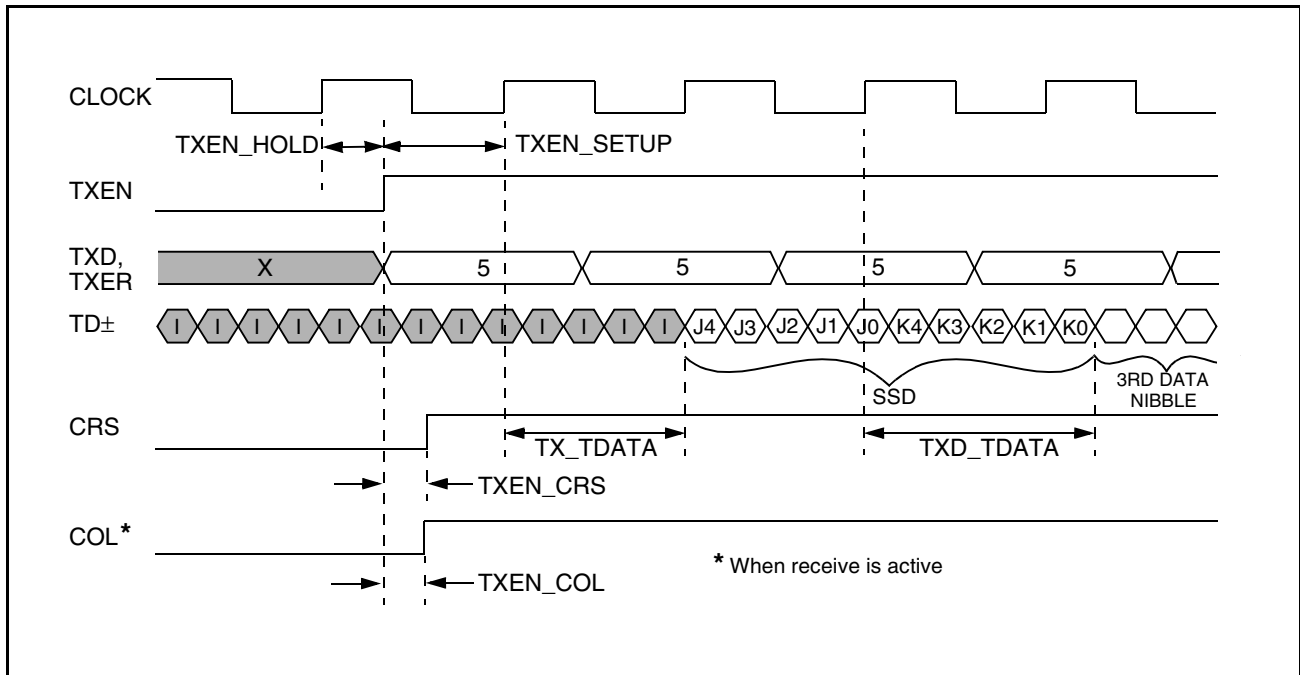 CLOCK
TXEN_HOLD TXEN_SETUP
TXEN
TXD,
TXER
X 5 5 5 5
TD±
I I I I I I I I I I I I I J4 J3 J2 J1 J0 K4 K3 K2 K1 K0
SSD
3RD DATA
NIBBLE
CRS
TX_TDATA TXD_TDATA
TXEN_CRS
COL*
* When receive is active
TXEN_COL